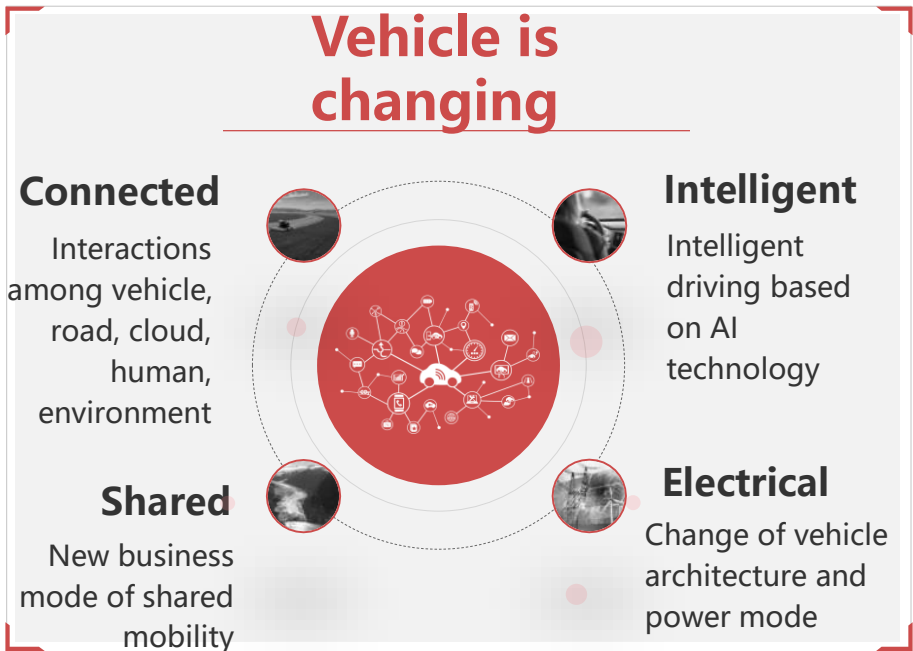 Vehicle is
changing
Connected
Interactions
among vehicle,
road, cloud,
human,
environment
Intelligent
Intelligent
driving based
on AI
technology
Shared
New business
mode of shared
mobility
Electrical
Change of vehicle
architecture and
power mode